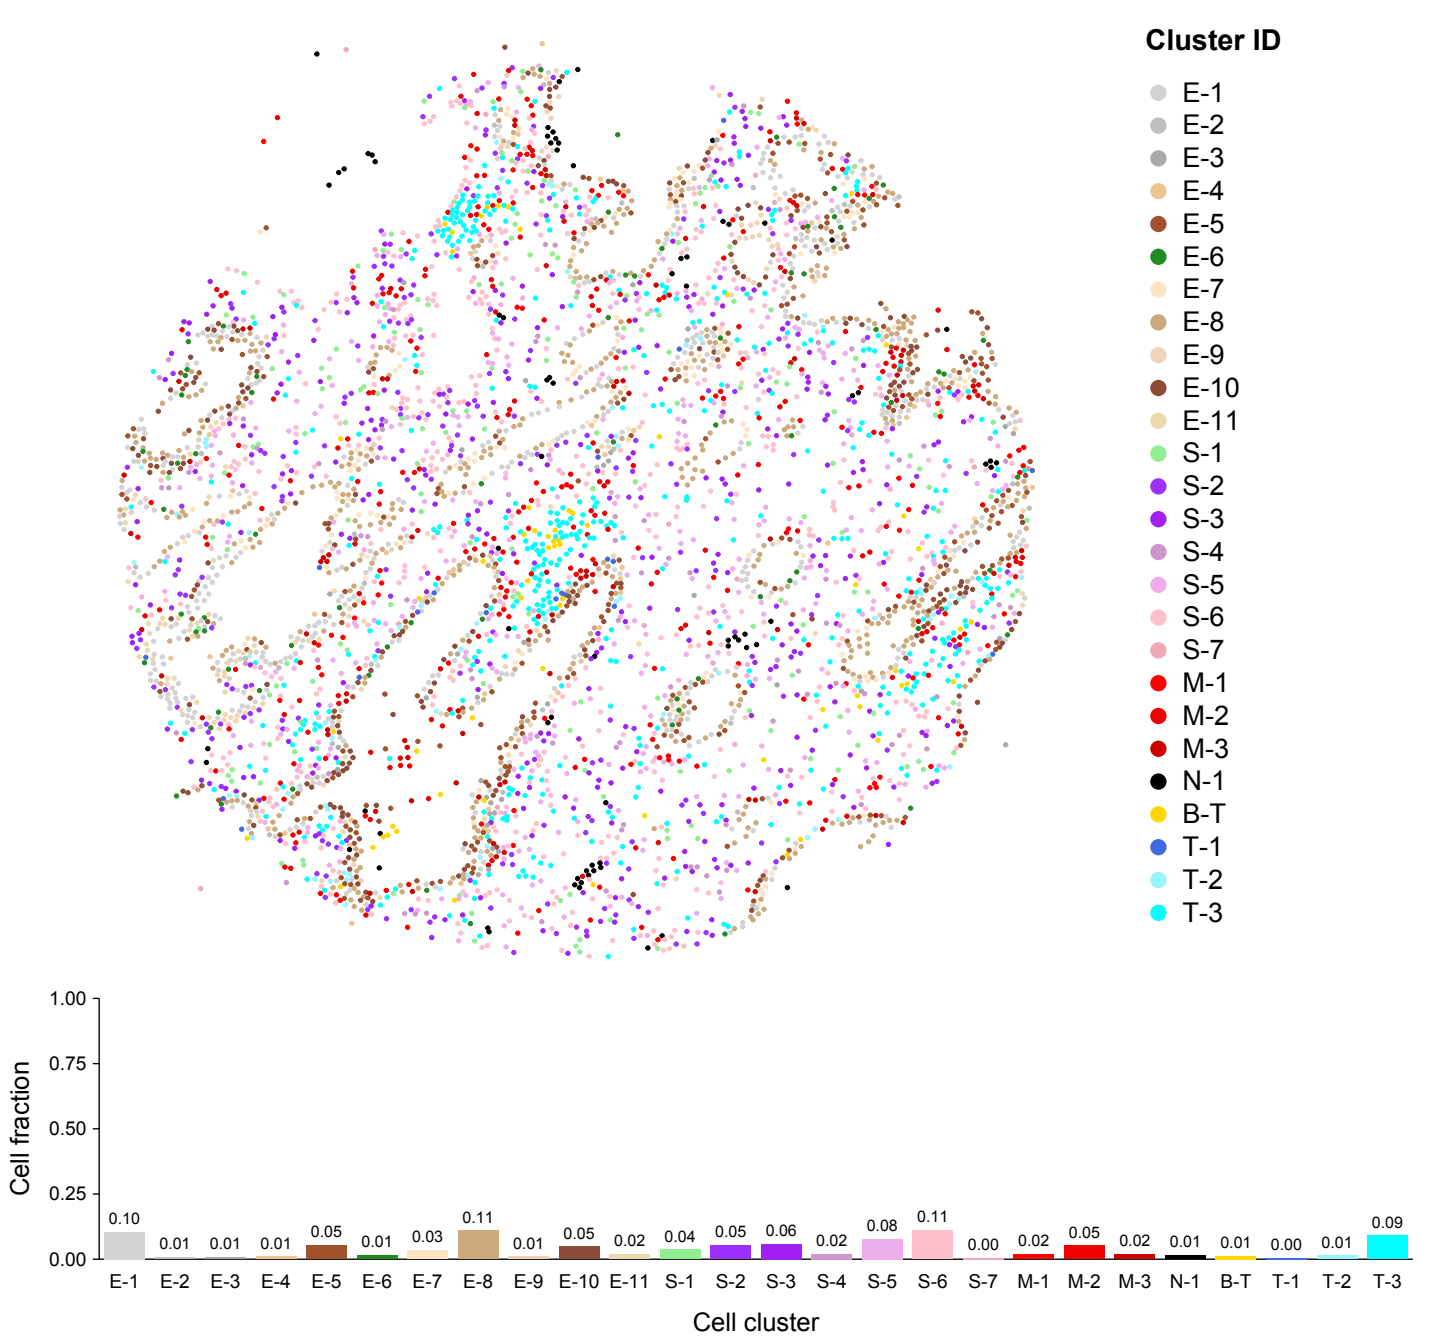 Cluster ID
E-1
E-2
E-3
E-4
E-5
E-6
E-7
E-8
E-9
E-10
E-11
S-1
S-2
S-3
S-4
S-5
S-6
S-7
M-1
M-2
M-3
N-1
B-T
T-1
T-2
T-3
1.00
0.75
0.50
0.25
0.00
Cell fraction
0.10 0.01 0.01 0.01 0.05 0.01 0.03 0.11 0.01 0.05 0.02 0.04 0.05 0.06 0.02 0.08 0.11 0.00 0.02 0.05 0.02 0.01 0.01 0.00 0.01 0.09
E-1 E-2 E-3 E-4 E-5 E-6 E-7 E-8 E-9 E-10 E-11 S-1 S-2 S-3 S-4 S-5 S-6 S-7 M-1 M-2 M-3 N-1 B-T T-1 T-2 T-3
Cell cluster